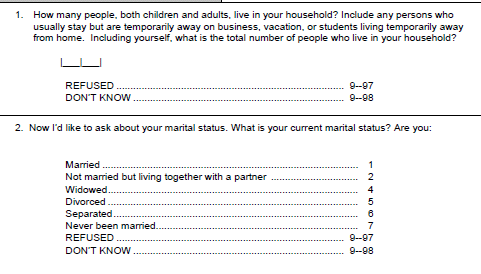 1. How many people, both children and adults, live in your household? Include any persons who
usually stay but are temporarily away on business, vacation, or students living temporarily away
from home. Including yourself, what is the total number of people who live in your household?
|__|__|
REFUSED ........................................ 9--97
DON'T KNOW ........................................ 9--98
2. Now I'd like to ask about your marital status. What is your current marital status? Are you:
Married ........................................ 1
Not married but living together with a partner ........................ 2
Widowed ........................................ 4
Divorced ........................................ 5
Separated ........................................ 6
Never been married ........................................ 7
REFUSED ........................................ 9--97
DON'T KNOW ........................................ 9--98